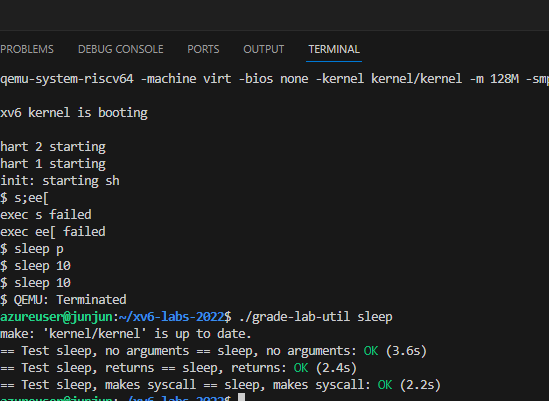 PROBLEMS DEBUG CONSOLE PORTS OUTPUT TERMINAL
qemu-system-riscv64 -machine virt -bios none -kernel kernel/kernel -m 128M -smp
xv6 kernel is booting
hart 2 starting
hart 1 starting
init: starting sh
$ s;ee[
exec s failed
exec ee[ failed
$ sleep p
$ sleep 10
$ sleep 10
$ QEMU: Terminated
azureuser@junjun:~/xv6-labs-2022$ ./grade-lab-util sleep
make: 'kernel/kernel' is up to date.
== Test sleep, no arguments == sleep, no arguments: OK (3.6s)
== Test sleep, returns == sleep, returns: OK (2.4s)
== Test sleep, makes syscall == sleep, makes syscall: OK (2.2s)
azureuser@junjun:~/xv6-labs-2022$